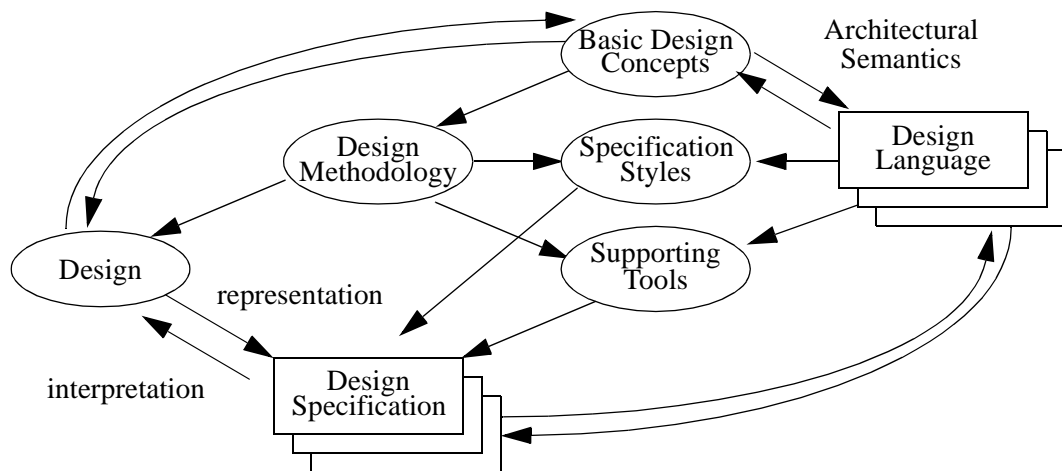 Basic Design
Concepts
Architectural
Semantics
Design
Methodology
Specification
Styles
Design
Language
Design
Supporting
Tools
representation
interpretation
Design
Specification